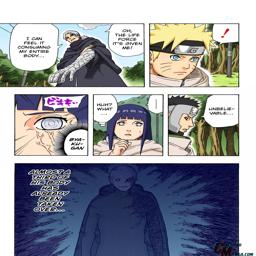 OH, THE
LIFE FORCE
IT'S GIVEN
ME!
I CAN
FEEL IT
CONSUMING
MY ENTIRE
BODY...
!
UNBELIE-
VABLE...
HUH?
WHAT
...
BYA-
KU-
GAN
ALMOST
A THIRD OF
HIS BODY
HAS
ALREADY
BEEN
TAKEN
OVER...